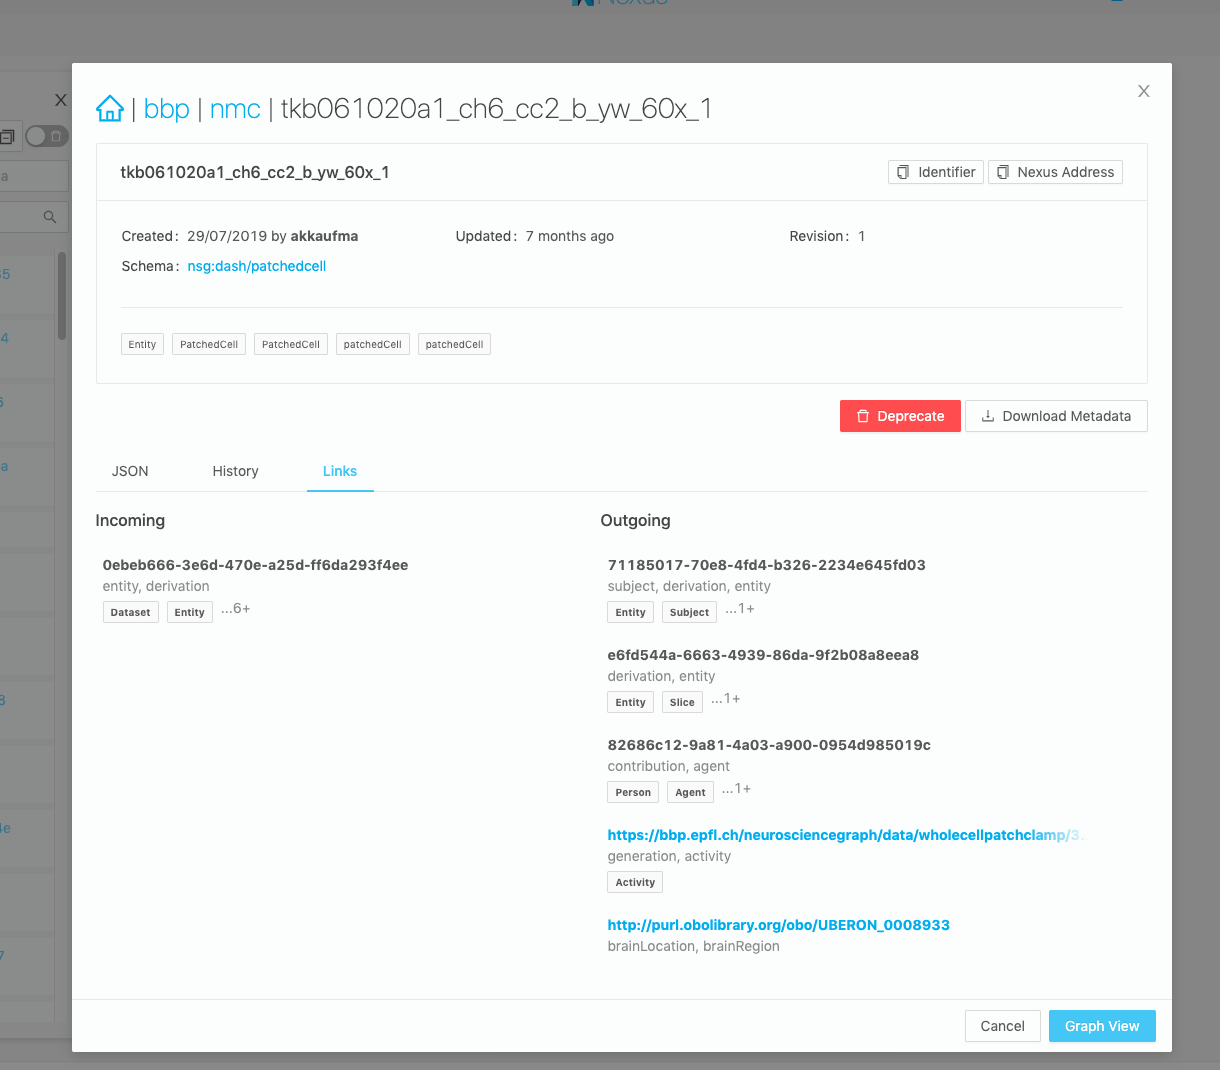 Nexus
| bbp | nmc | tkb061020a1_ch6_cc2_b_yw_60x_1
tkb061020a1_ch6_cc2_b_yw_60x_1
Identifier
Nexus Address
Created: 29/07/2019 by akkaufma
Updated: 7 months ago
Revision: 1
Schema: nsg:dash/patchedcell
Entity PatchedCell PatchedCell patchedCell patchedCell
Deprecate
Download Metadata
JSON History Links
Incoming
0ebeb666-3e6d-470e-a25d-ff6da293f4ee
entity, derivation
Dataset Entity ...6+
Outgoing
71185017-70e8-4fd4-b326-2234e645fd03
subject, derivation, entity
Entity Subject ...1+
e6fd544a-6663-4939-86da-9f2b08a8eea8
derivation, entity
Entity Slice ...1+
82686c12-9a81-4a03-a900-0954d985019c
contribution, agent
Person Agent ...1+
https://bbp.epfl.ch/neurosciencegraph/data/wholecellpatchclamp/3...
generation, activity
Activity
http://purl.obolibrary.org/obo/UBERON_0008933
brainLocation, brainRegion
Cancel
Graph View